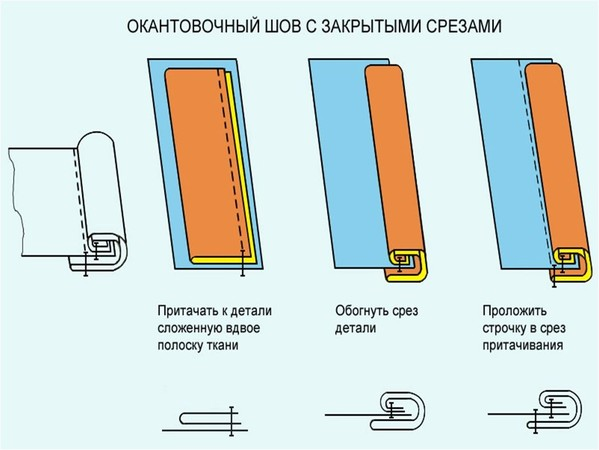 ОКАНТОВОЧНЫЙ ШОВ С ЗАКРЫТЫМИ СРЕЗАМИ
Притачать к детали
сложенную вдвое
полоску ткани
Обогнуть срез
детали
Проложить
строчку в срез
притачивания